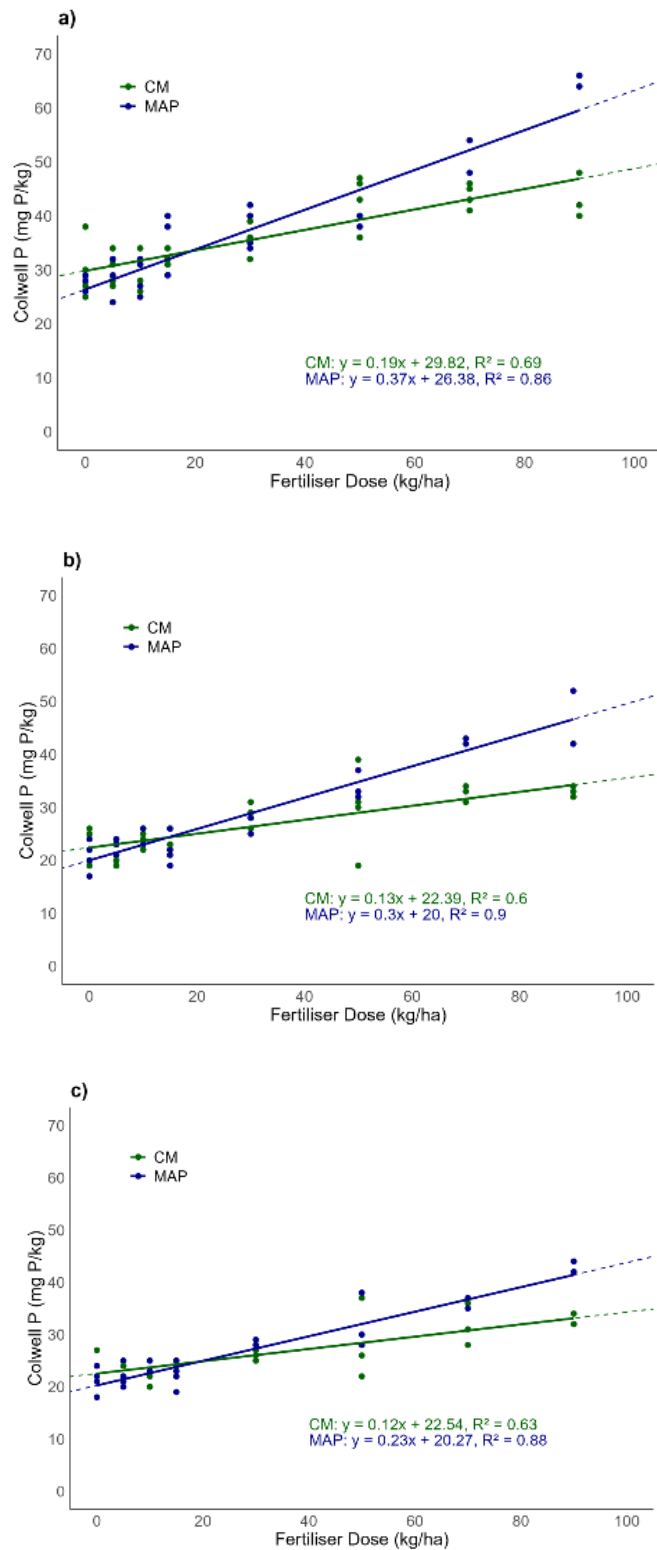 a)
70
60
50
40
30
20
10
0
Colwell P (mg P/kg)
CM
MAP
CM: y = 0.19x + 29.82, R² = 0.69
MAP: y = 0.37x + 26.38, R² = 0.86
0 20 40 60 80 100
Fertiliser Dose (kg/ha)
b)
70
60
50
40
30
20
10
0
Colwell P (mg P/kg)
CM
MAP
CM: y = 0.13x + 22.39, R² = 0.6
MAP: y = 0.3x + 20, R² = 0.9
0 20 40 60 80 100
Fertiliser Dose (kg/ha)
c)
70
60
50
40
30
20
10
0
Colwell P (mg P/kg)
CM
MAP
CM: y = 0.12x + 22.54, R² = 0.63
MAP: y = 0.23x + 20.27, R² = 0.88
0 20 40 60 80 100
Fertiliser Dose (kg/ha)